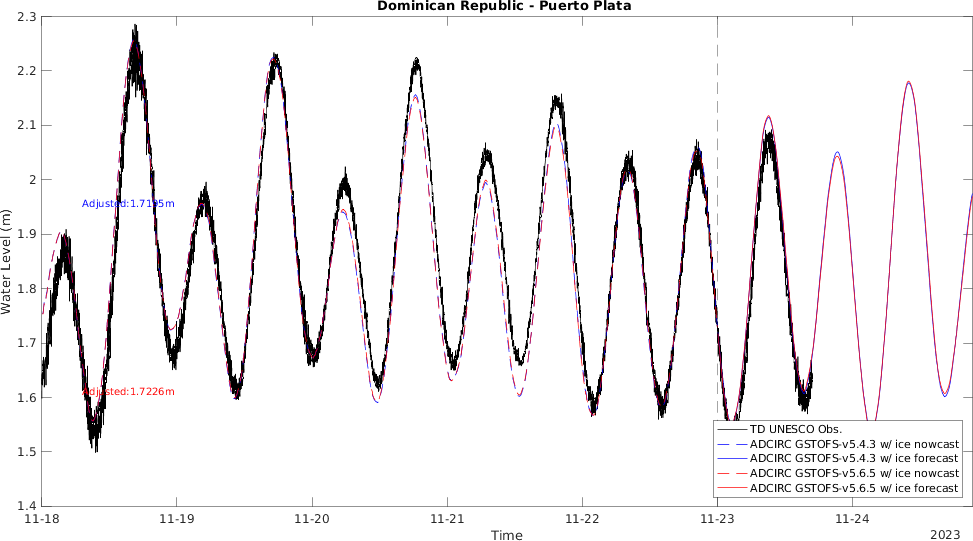 Dominican Republic - Puerto Plata
2.3
2.2
2.1
2
1.9
1.8
1.7
1.6
1.5
1.4
Water Level (m)
Adjusted:1.7195m
Adjusted:1.7226m
TD UNESCO Obs.
ADCIRC GSTOFS-v5.4.3 w/ ice nowcast
ADCIRC GSTOFS-v5.4.3 w/ ice forecast
ADCIRC GSTOFS-v5.6.5 w/ ice nowcast
ADCIRC GSTOFS-v5.6.5 w/ ice forecast
11-18 11-19 11-20 11-21 11-22 11-23 11-24
Time
2023